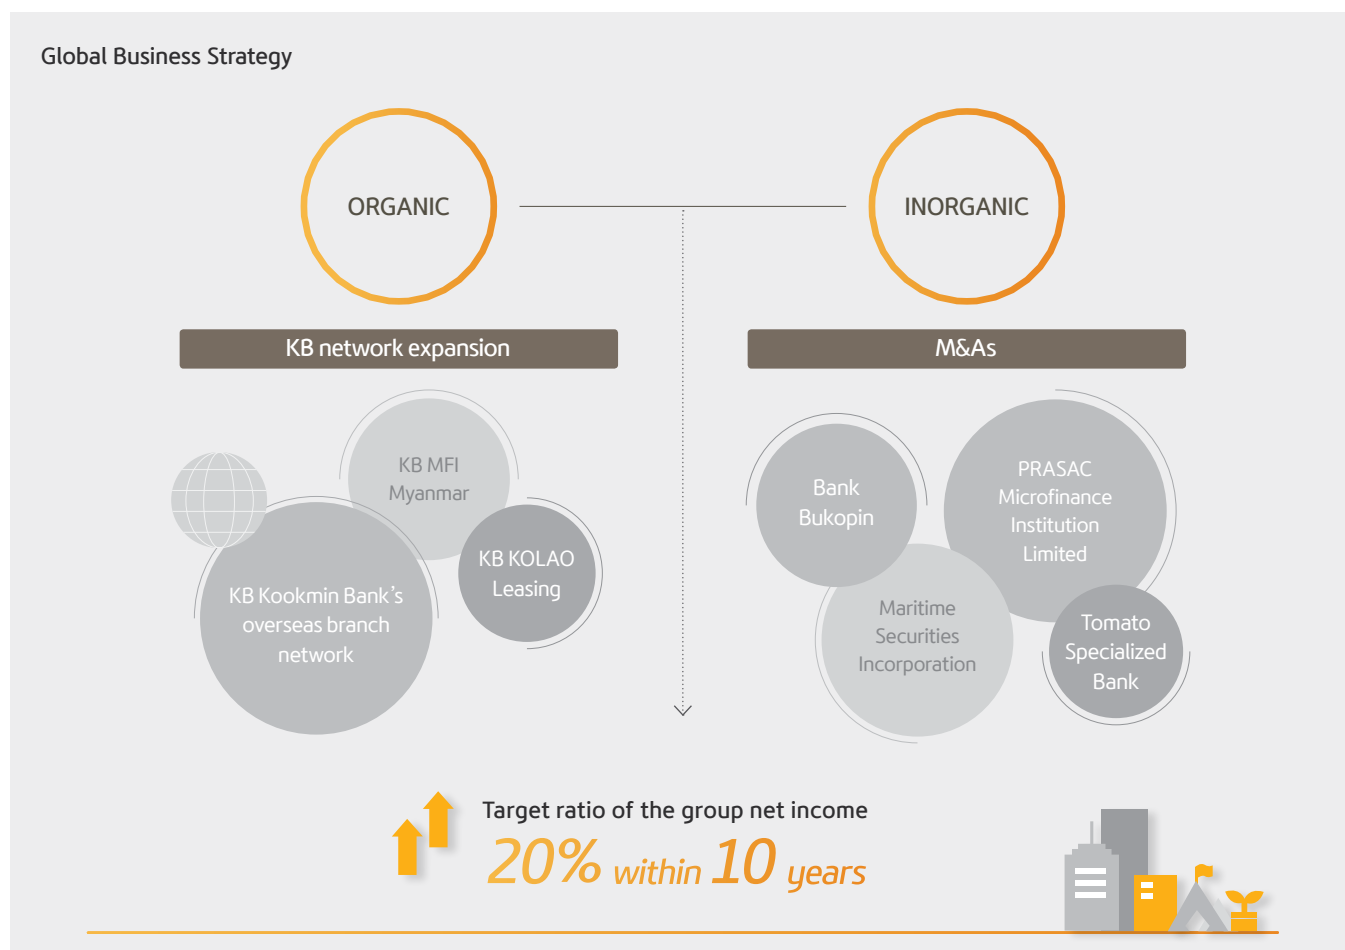 Global Business Strategy
ORGANIC
INORGANIC
KB network expansion
M&As
KB MFI
Myanmar
KB KOLAO
Leasing
KB Kookmin Bank's
overseas branch
network
Bank
Bukopin
PRASAC
Microfinance
Institution
Limited
Maritime
Securities
Incorporation
Tomato
Specialized
Bank
Target ratio of the group net income
20% within 10 years